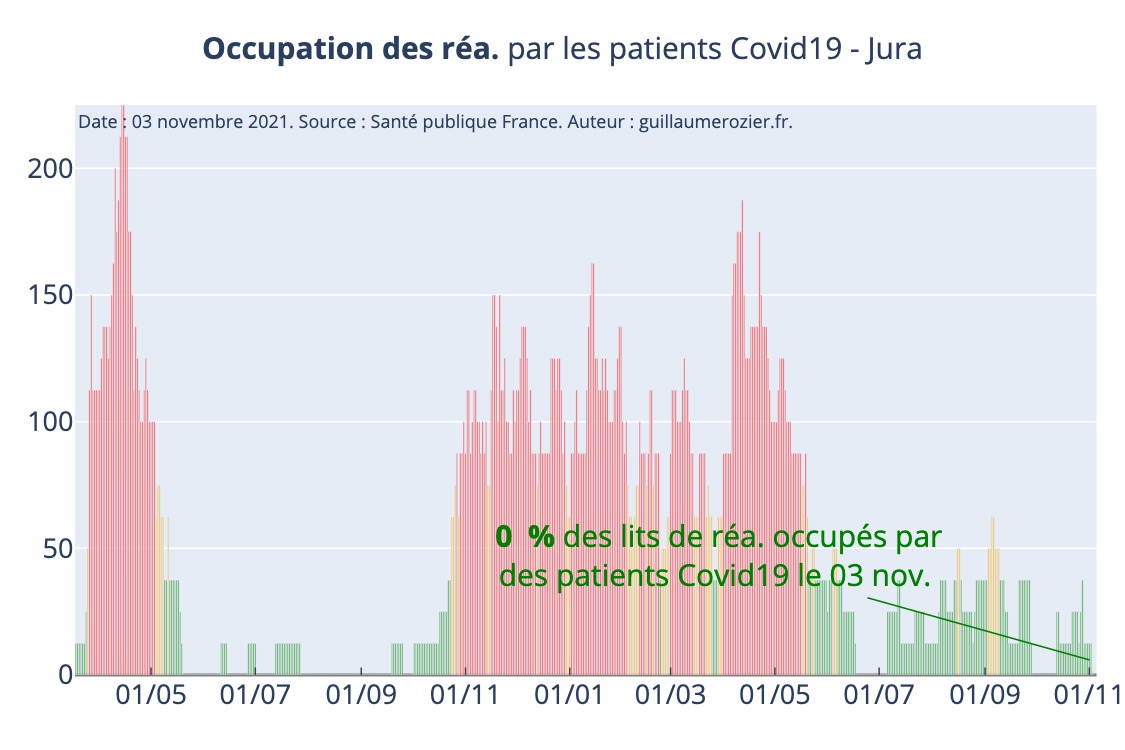 Occupation des réa. par les patients Covid19 - Jura
Date : 03 novembre 2021. Source : Santé publique France. Auteur : guillaumerozier.fr.
200
150
100
50
0
0 % des lits de réa. occupés par
des patients Covid19 le 03 nov.
01/05 01/07 01/09 01/11 01/01 01/03 01/05 01/07 01/09 01/11